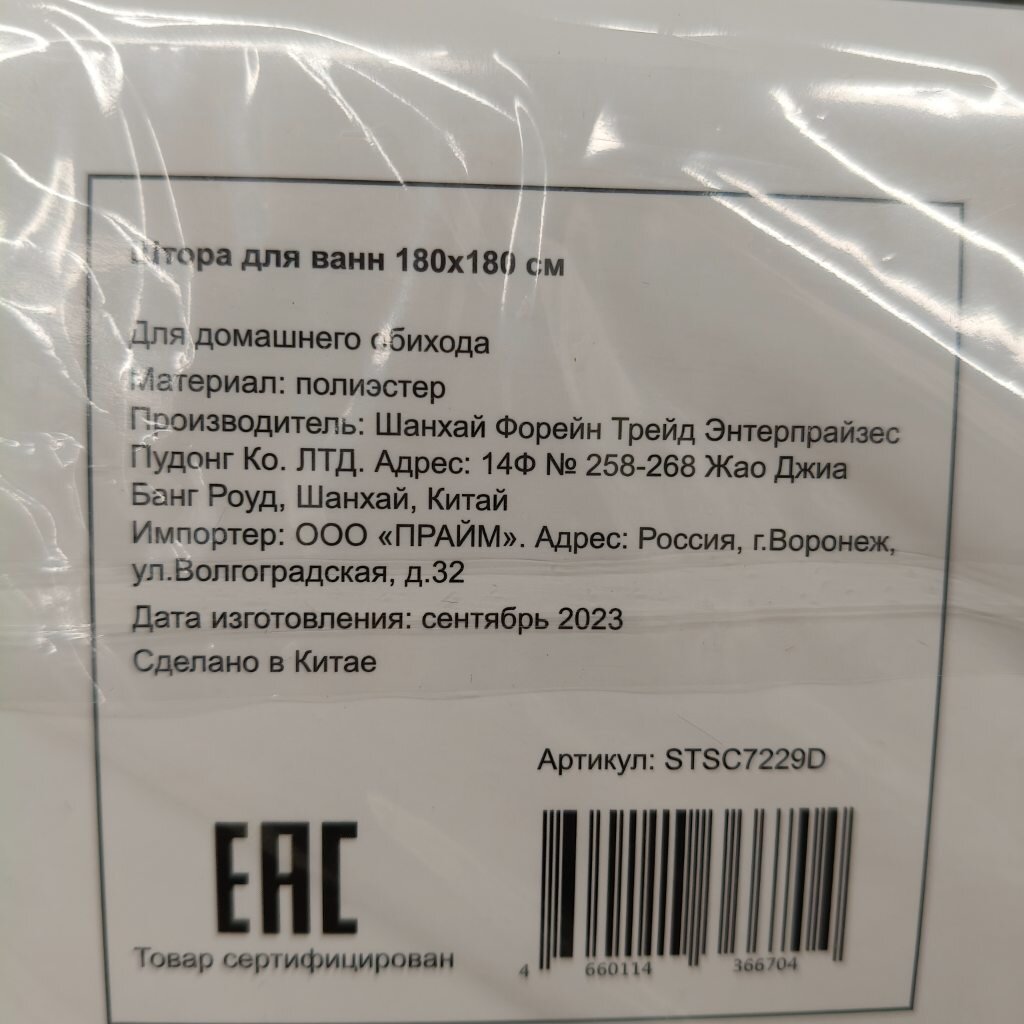 Штора для ванн 180х180 см
Для домашнего обихода
Материал: полиэстер
Производитель: Шанхай Форейн Трейд Энтерпрайзес
Пудонг Ко. ЛТД. Адрес: 14Ф № 258-268 Жао Джиа
Банг Роуд, Шанхай, Китай
Импортер: ООО «ПРАЙМ». Адрес: Россия, г.Воронеж,
ул.Волгоградская, д.32
Дата изготовления: сентябрь 2023
Сделано в Китае
Артикул: STSC7229D
EAC
Товар сертифицирован
4 660114 366704